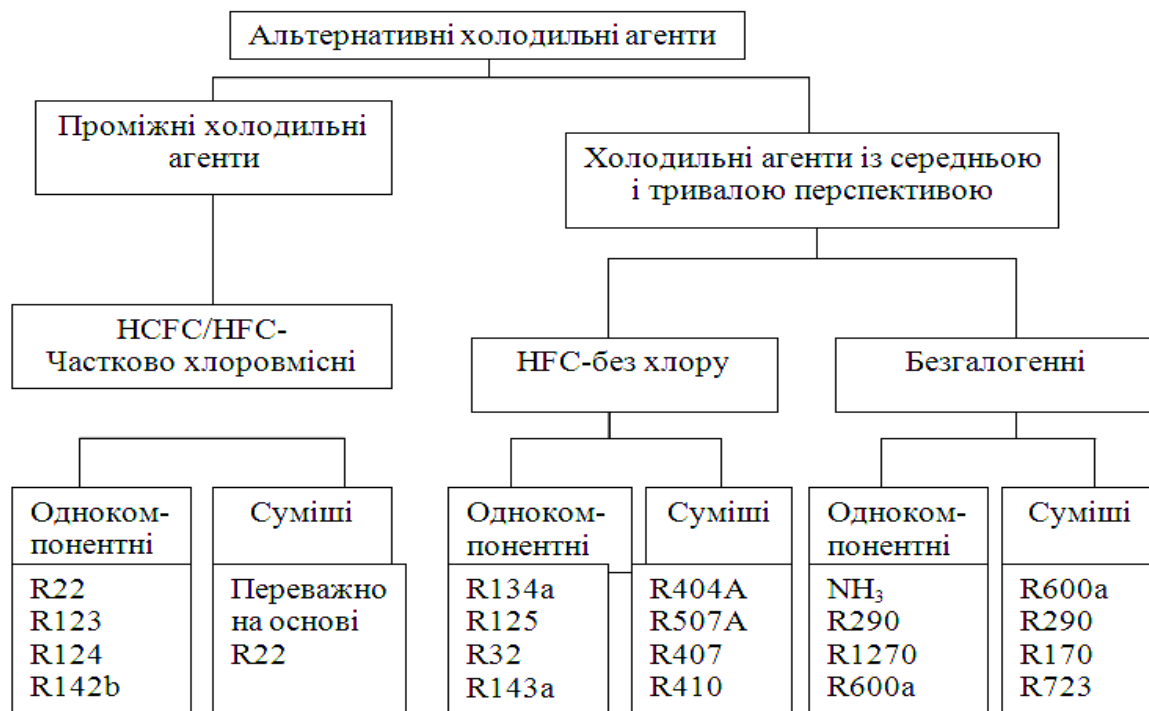 Альтернативні холодильні агенти
Проміжні холодильні
агенти
Холодильні агенти із середньою
і тривалою перспективою
HCFC/HFC-
Частково хлоровмісні
HFC-без хлору
Безгалогенні
Однокомпонентні
Суміші
Одноком-
понентні
Суміші
Одноком-
понентні
Суміші
R22
R123
R124
R142b
Переважно
на основі
R22
R134a
R125
R32
R143a
R404A
R507A
R407
R410
NH₃
R290
R1270
R600a
R600a
R290
R170
R723